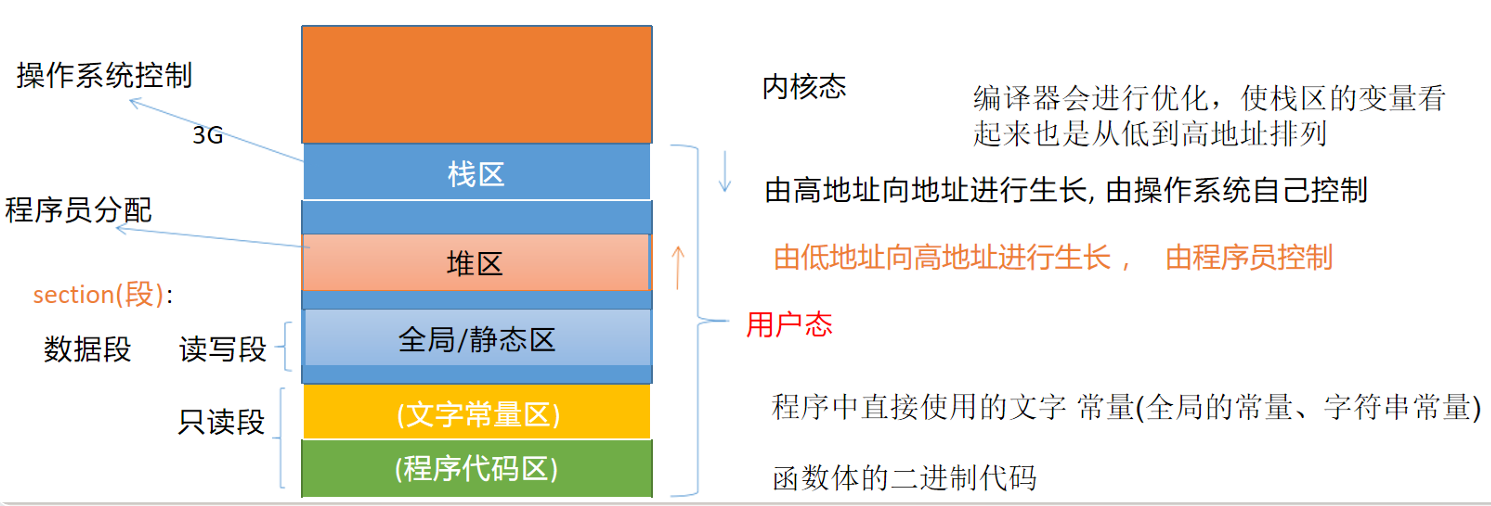 操作系统控制
3G
程序员分配
section(段):
数据段
读写段
只读段
栈区
堆区
全局/静态区
(文字常量区)
(程序代码区)
内核态
编译器会进行优化，使栈区的变量看
起来也是从低到高地址排列
由高地址向地址进行生长, 由操作系统自己控制
由低地址向高地址进行生长， 由程序员控制
用户态
程序中直接使用的文字 常量(全局的常量、字符串常量)
函数体的二进制代码